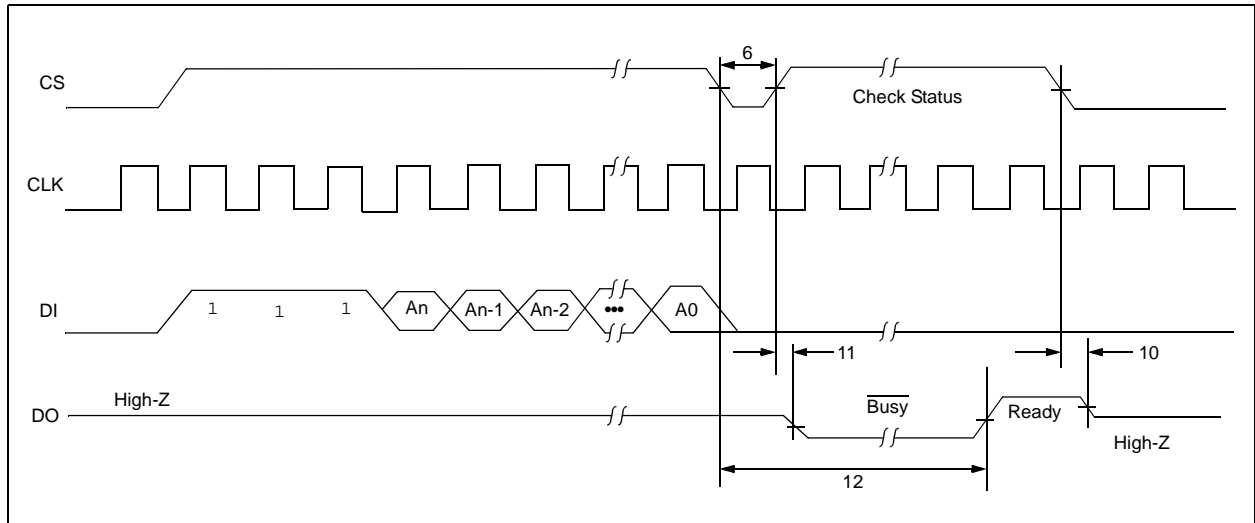 6
CS
Check Status
CLK
DI
1 1 1 An An-1 An-2 ••• A0
11
10
High-Z
DO
Busy
Ready
High-Z
12